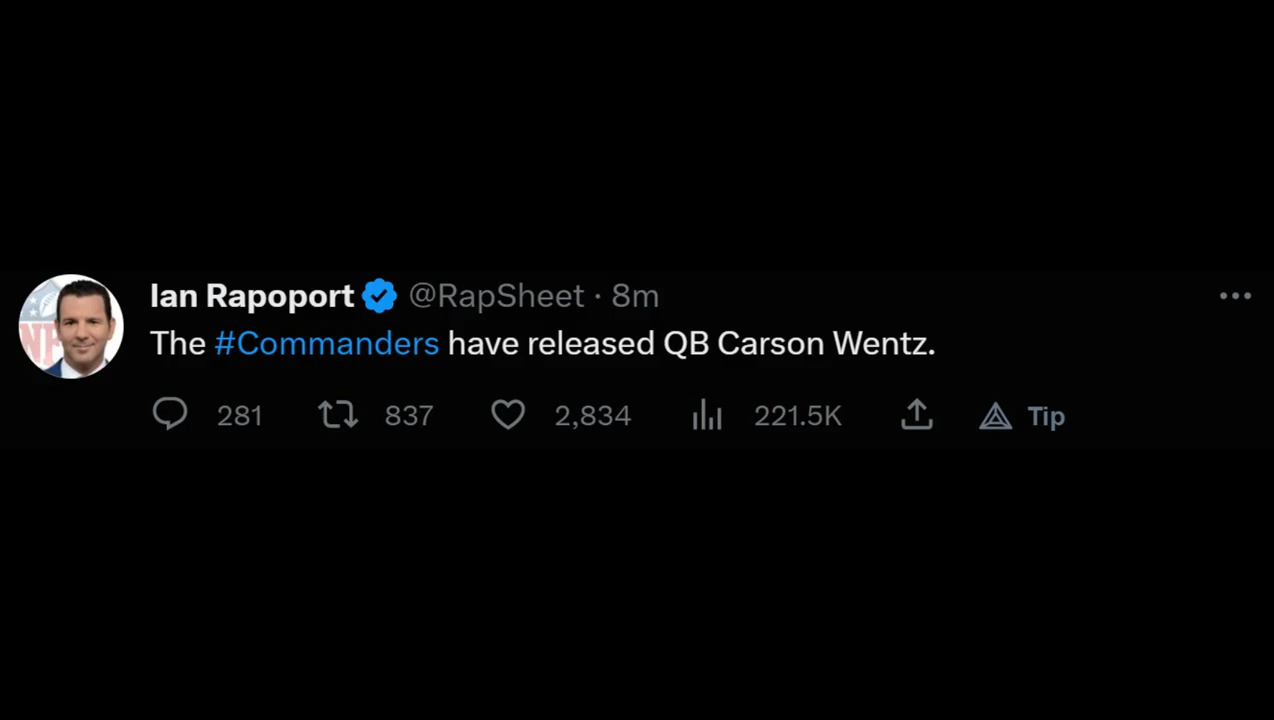 Ian Rapoport @RapSheet · 8m
The #Commanders have released QB Carson Wentz.
281 837 2,834 221.5K Tip